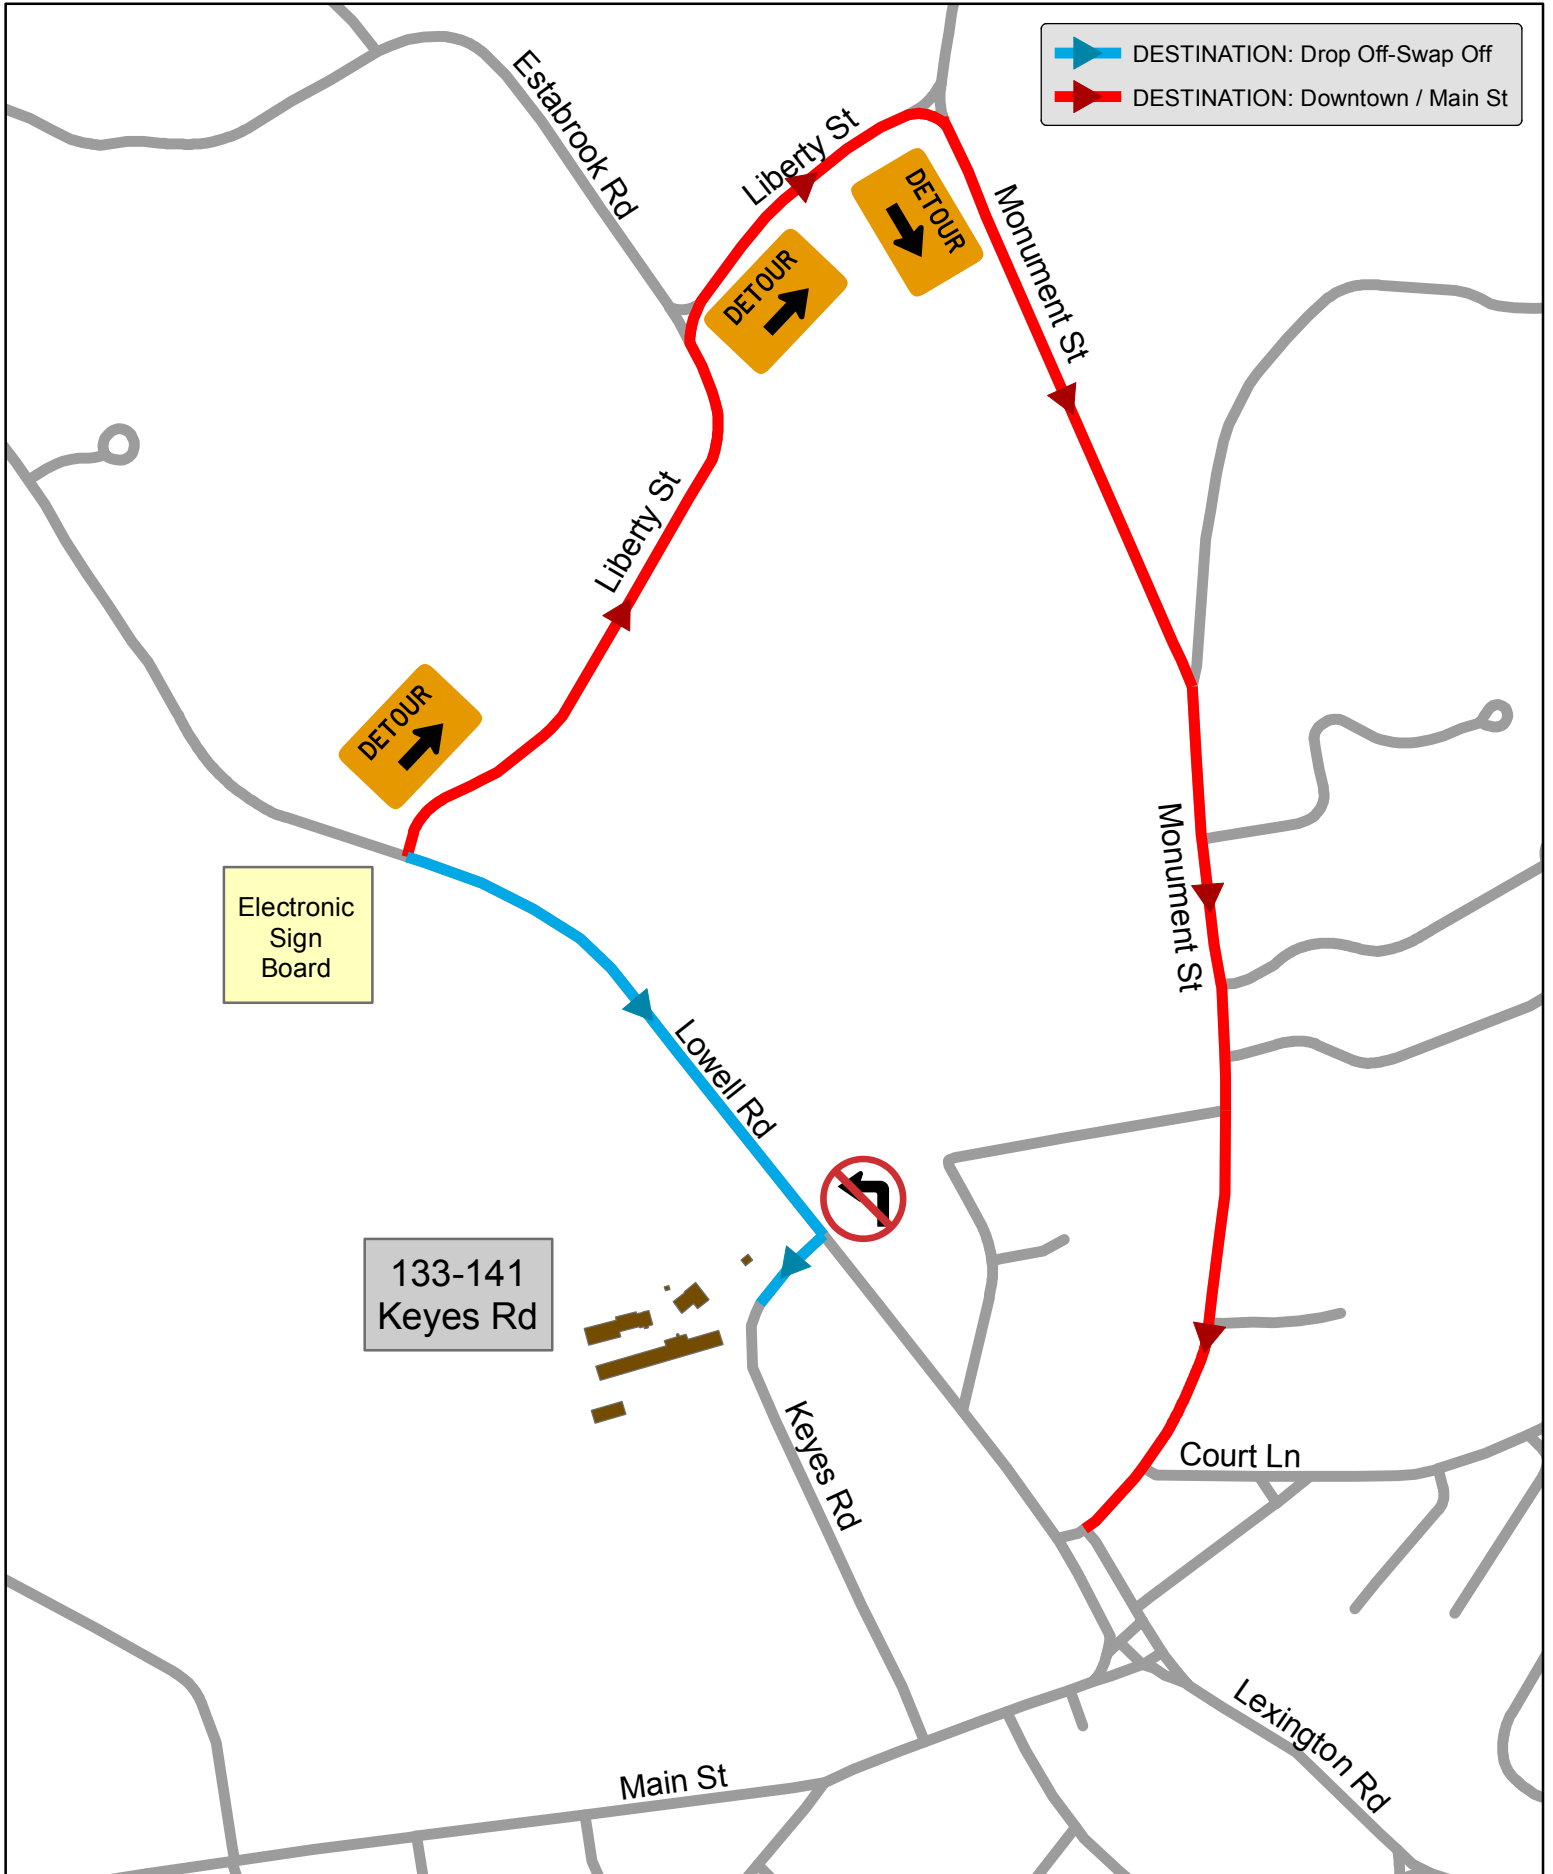 DESTINATION: Drop Off-Swap Off
DESTINATION: Downtown / Main St
Estabrook Rd
Liberty St
DETOUR
Monument St
DETOUR
Liberty St
DETOUR
Monument St
Electronic
Sign
Board
Lowell Rd
133-141
Keyes Rd
Keyes Rd
Court Ln
Lexington Rd
Main St